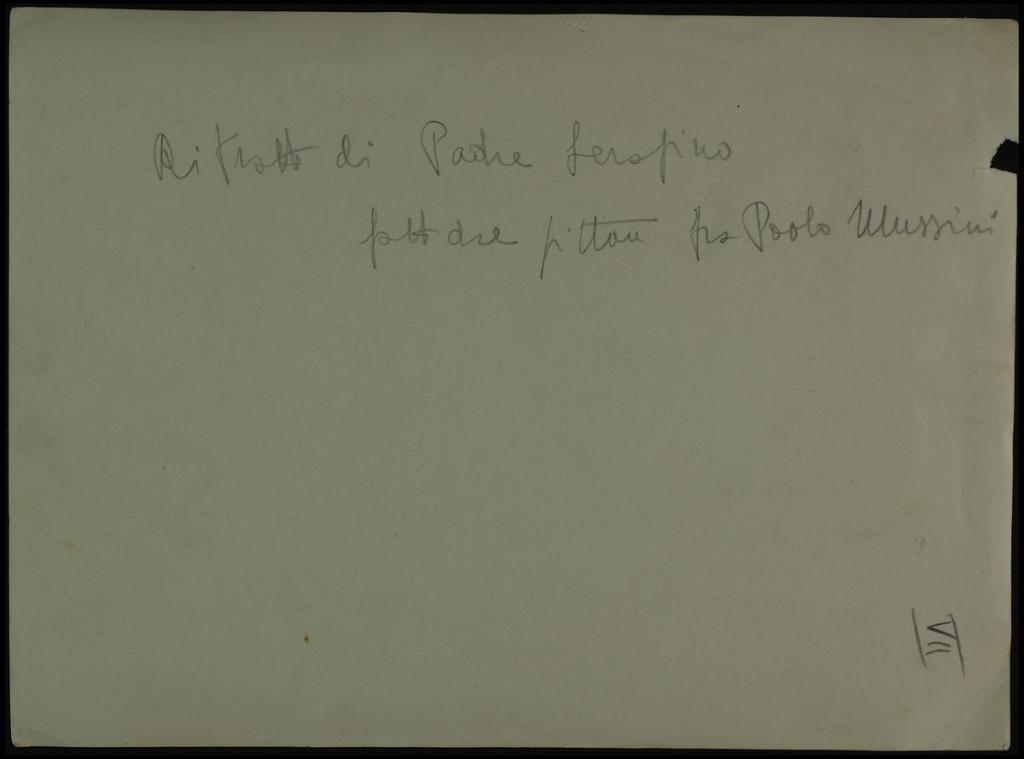 Ritratto di Padre Serafino
fatto dal pittore fra Paolo Mussini
VII